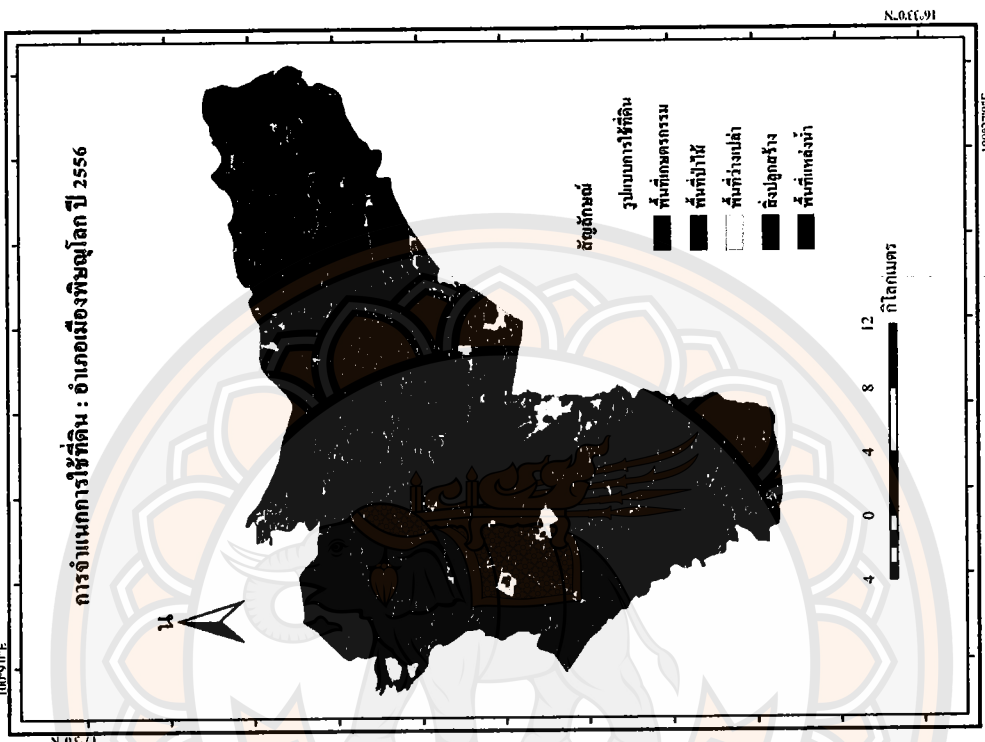 การจำแนกการใช้ที่ดิน : อำเภอเมืองพิษณุโลก ปี 2556
น
สัญลักษณ์
รูปแบบการใช้ที่ดิน
พื้นที่เกษตรกรรม
พื้นที่ป่าไม้
พื้นที่ว่างเปล่า
สิ่งปลูกสร้าง
พื้นที่แหล่งน้ำ
4 0 4 8 12
กิโลเมตร
16°33'0"N